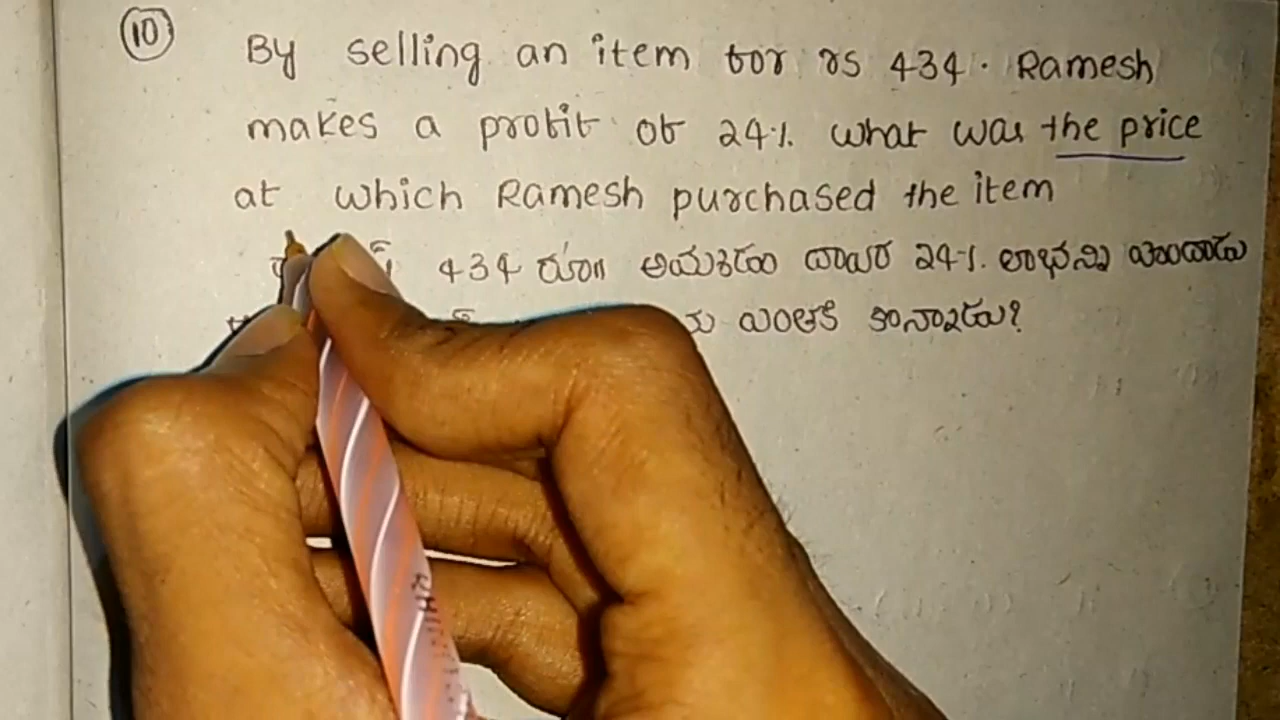 10
By selling an item for rs 434. Ramesh
makes a profit of 24%. what was the price
at which Ramesh purchased the item
434 రూ॥ అమ్మకము ద్వారా 24%. లాభాన్ని పొందాడు
ఎంతకి కొన్నాడు?